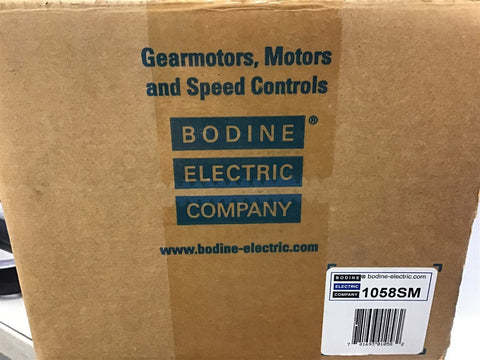 Gearmotors, Motors
and Speed Controls
BODINE ®
ELECTRIC
COMPANY
www.bodine-electric.com
BODINE ® bodine-electric.com
ELECTRIC
COMPANY 1058SM